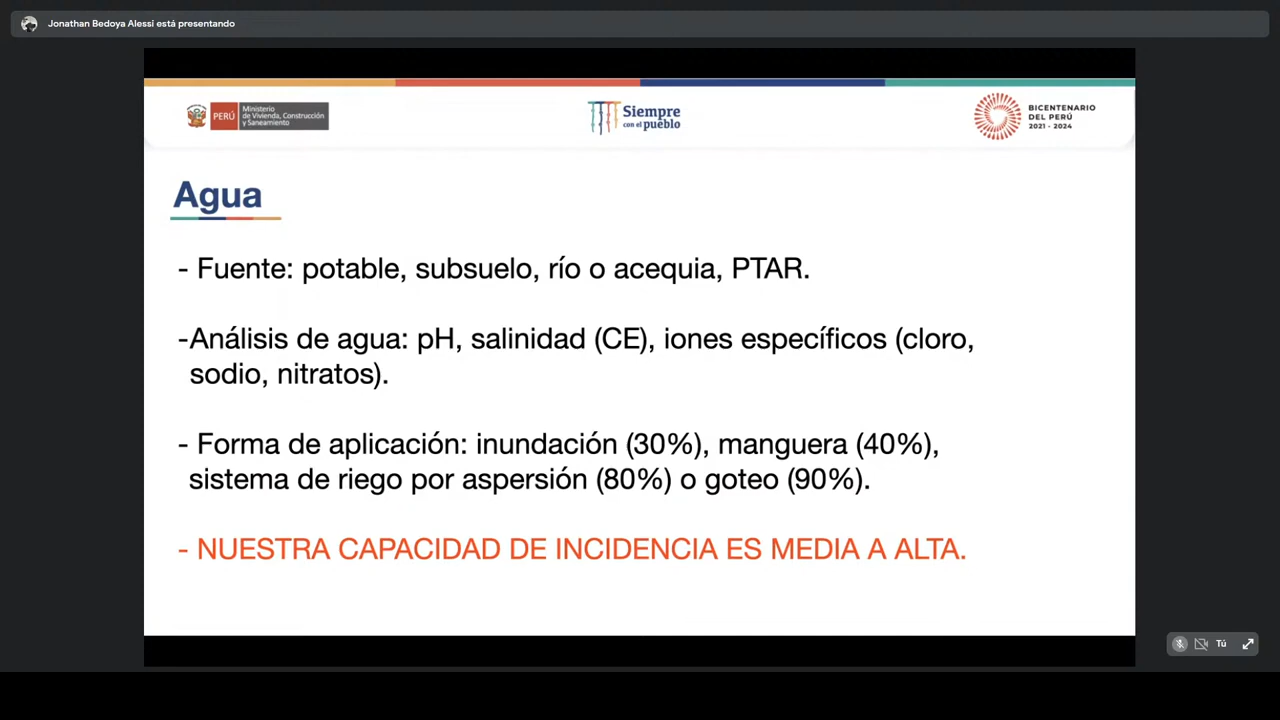 Jonathan Bedoya Alessi está presentando
PERÚ
Ministerio
de Vivienda, Construcción
y Saneamiento
Siempre
con el pueblo
BICENTENARIO
DEL PERÚ
2021 - 2024
Agua
- Fuente: potable, subsuelo, río o acequia, PTAR.
-Análisis de agua: pH, salinidad (CE), iones específicos (cloro,
sodio, nitratos).
- Forma de aplicación: inundación (30%), manguera (40%),
sistema de riego por aspersión (80%) o goteo (90%).
- NUESTRA CAPACIDAD DE INCIDENCIA ES MEDIA A ALTA.
Tú